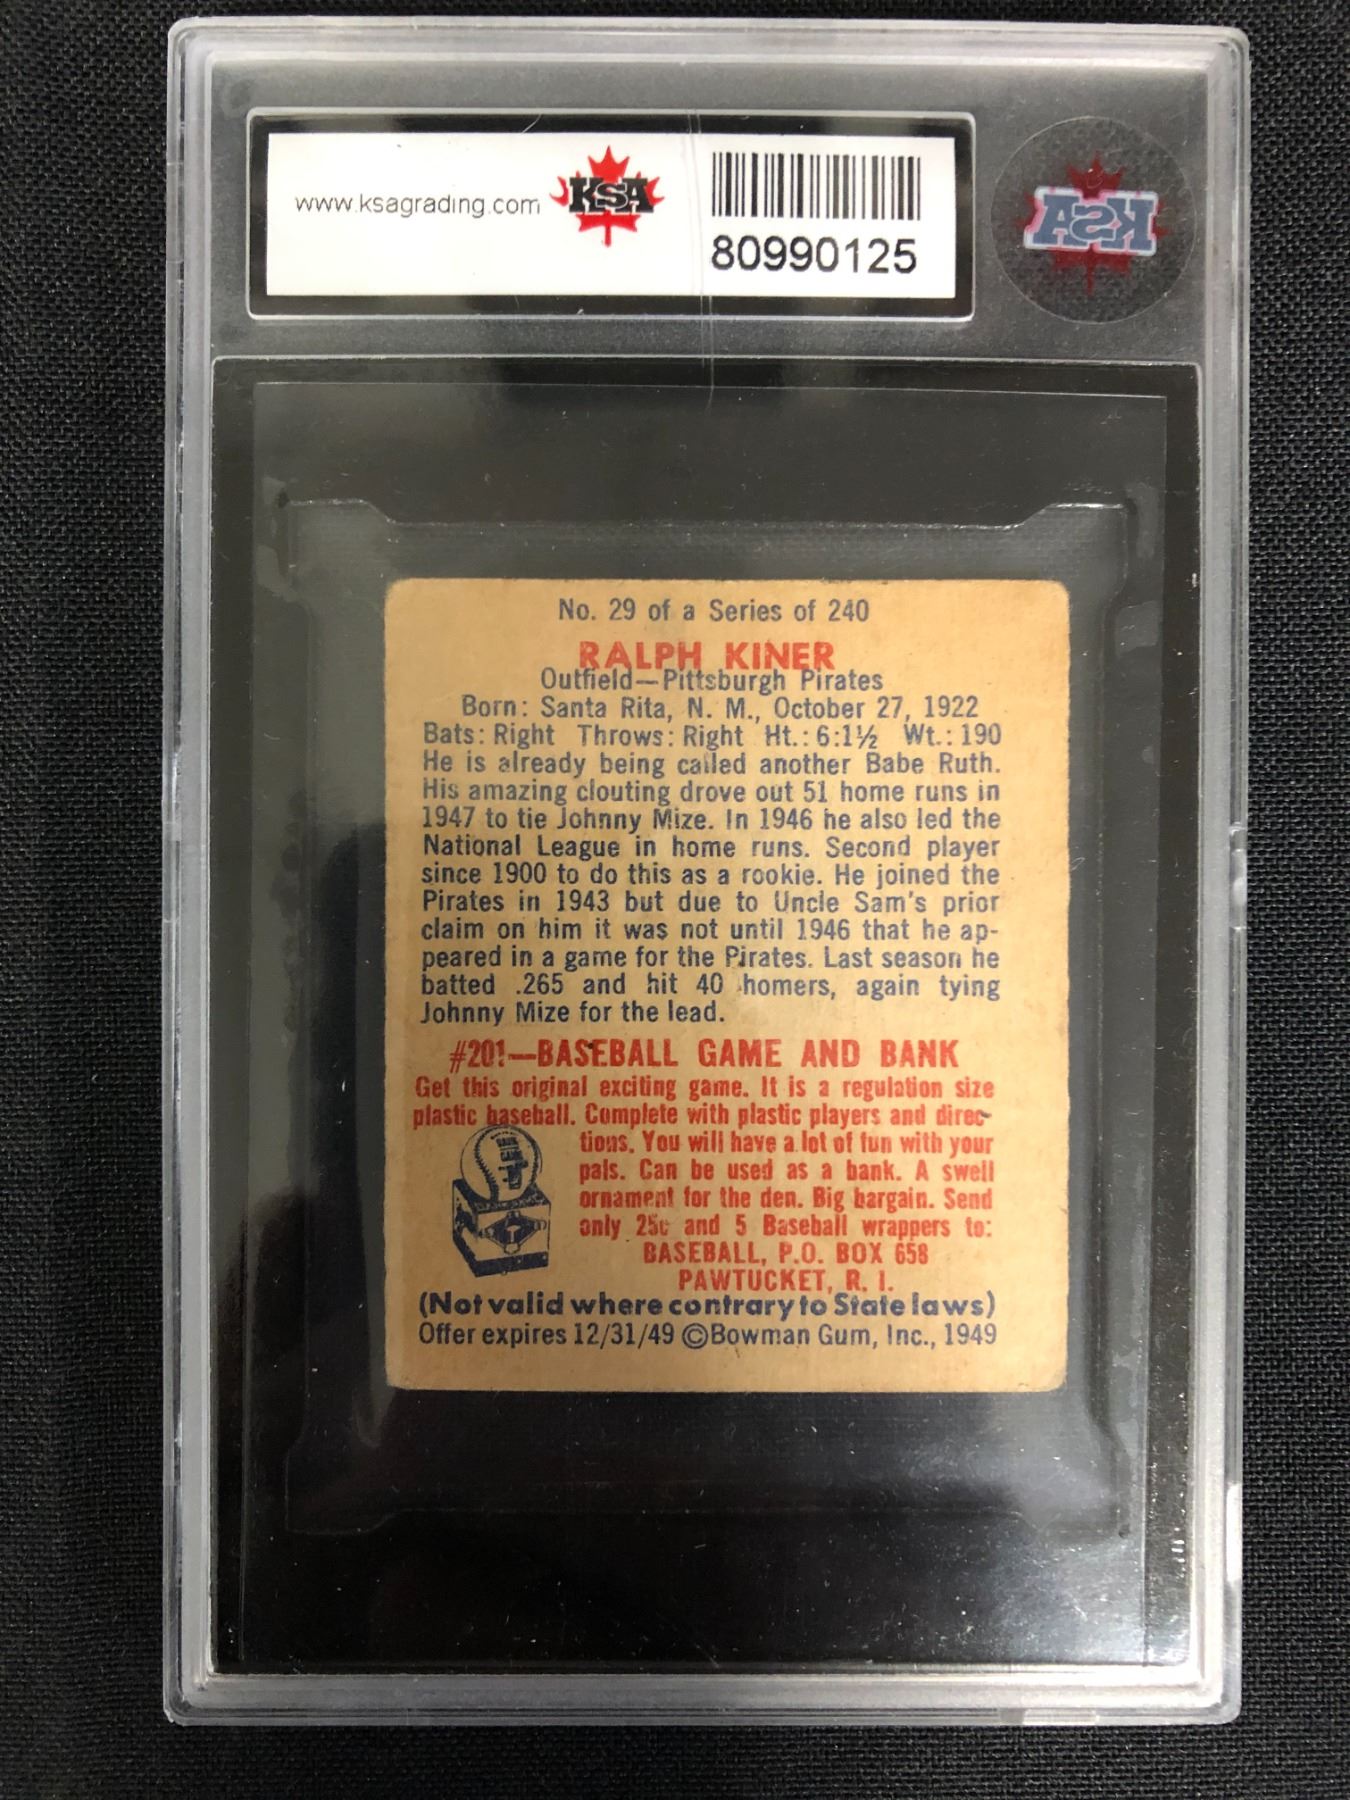 www.ksagrading.com
KSA
80990125
KSA
No. 29 of a Series of 240
RALPH KINER
Outfield—Pittsburgh Pirates
Born: Santa Rita, N. M., October 27, 1922
Bats: Right Throws: Right Ht.: 6:1½ Wt.: 190
He is already being called another Babe Ruth.
His amazing clouting drove out 51 home runs in
1947 to tie Johnny Mize. In 1946 he also led the
National League in home runs. Second player
since 1900 to do this as a rookie. He joined the
Pirates in 1943 but due to Uncle Sam's prior
claim on him it was not until 1946 that he ap-
peared in a game for the Pirates. Last season he
batted .265 and hit 40 homers, again tying
Johnny Mize for the lead.
#201—BASEBALL GAME AND BANK
Get this original exciting game. It is a regulation size
plastic baseball. Complete with plastic players and direc-
tions. You will have a lot of fun with your
pals. Can be used as a bank. A swell
ornament for the den. Big bargain. Send
only 25c and 5 Baseball wrappers to:
BASEBALL, P.O. BOX 658
PAWTUCKET, R. I.
(Not valid where contrary to State laws)
Offer expires 12/31/49 ©Bowman Gum, Inc., 1949